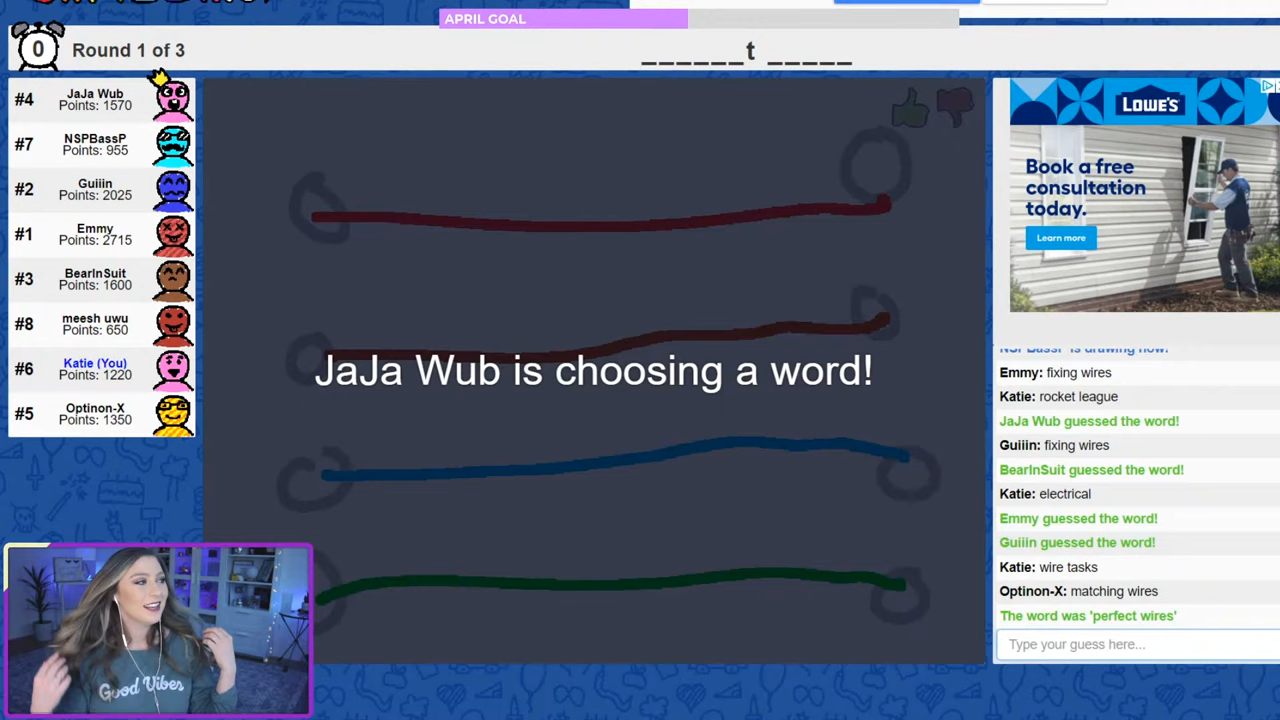 APRIL GOAL
0
Round 1 of 3
______t _____
#4
JaJa Wub
Points: 1570
#7
NSPBassP
Points: 955
#2
Guiiin
Points: 2025
#1
Emmy
Points: 2715
#3
BearInSuit
Points: 1600
#8
meesh uwu
Points: 650
#6
Katie (You)
Points: 1220
#5
Optinon-X
Points: 1350
JaJa Wub is choosing a word!
LOWE'S
Book a free
consultation
today.
Learn more
NSPBassP is drawing now!
Emmy: fixing wires
Katie: rocket league
JaJa Wub guessed the word!
Guiiin: fixing wires
BearInSuit guessed the word!
Katie: electrical
Emmy guessed the word!
Guiiin guessed the word!
Katie: wire tasks
Optinon-X: matching wires
The word was 'perfect wires'
Type your guess here...
Good Vibes